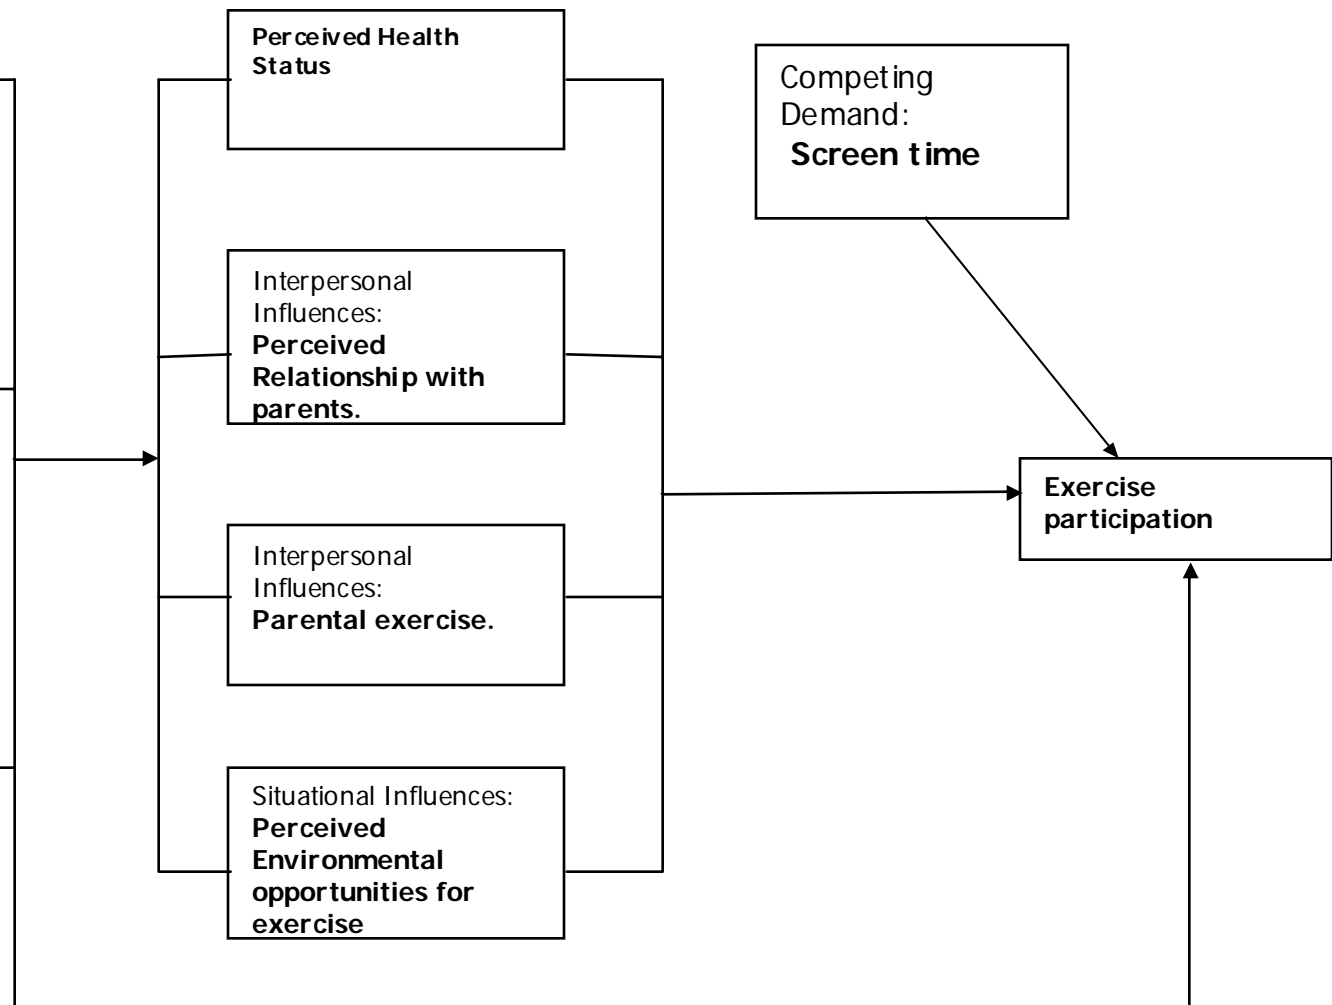 Perceived Health
Status
Competing
Demand:
Screen time
Interpersonal
Influences:
Perceived
Relationship with
parents.
Exercise
participation
Interpersonal
Influences:
Parental exercise.
Situational Influences:
Perceived
Environmental
opportunities for
exercise